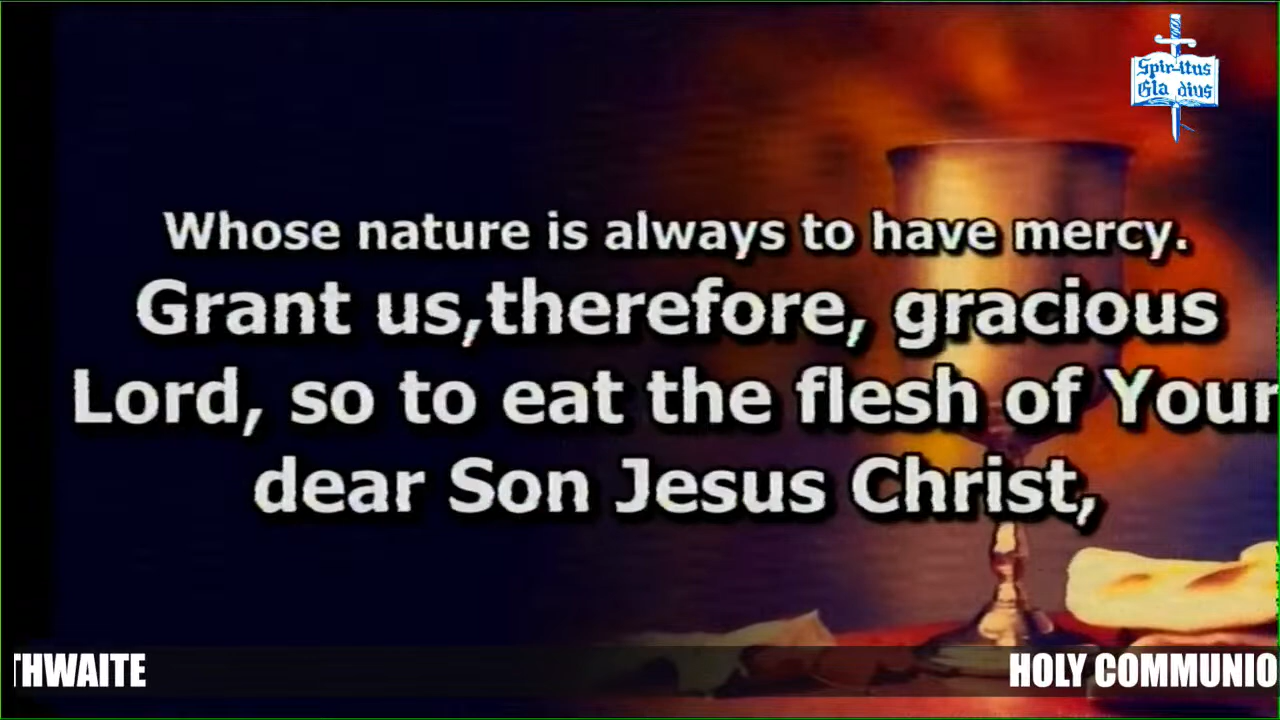 Spiritus
Gladius
Whose nature is always to have mercy.
Grant us,therefore, gracious
Lord, so to eat the flesh of Your
dear Son Jesus Christ,
THWAITE
HOLY COMMUNIO